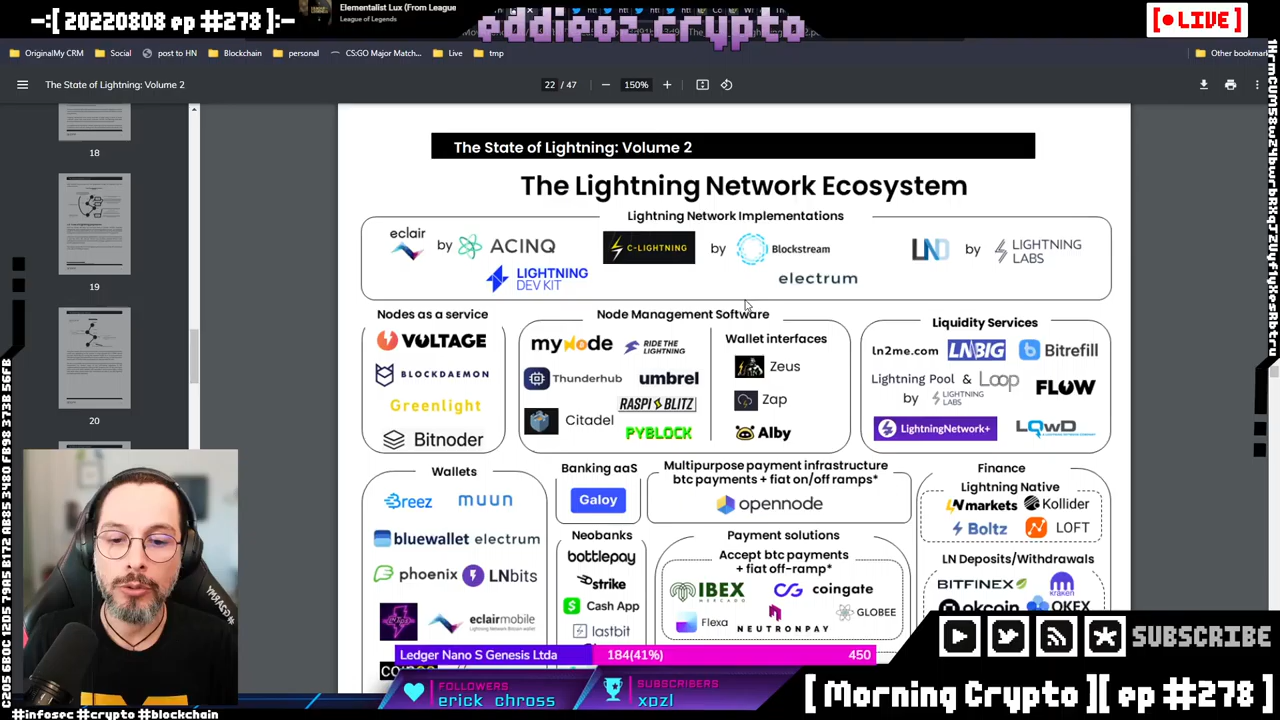 -:[ 20220808 ep #278 ]:-
Elementalist Lux (From League
League of Legends
eddieoz.crypto
[ LIVE ]
OriginalMy CRM
Social
post to HN
Blockchain
personal
CS:GO Major Match...
Live
tmp
Other bookmar
The State of Lightning: Volume 2
22 / 47
150%
18
19
20
The State of Lightning: Volume 2
The Lightning Network Ecosystem
Lightning Network Implementations
eclair by ACINQ
C-LIGHTNING by Blockstream
LND by LIGHTNING LABS
LIGHTNING DEV KIT
electrum
Nodes as a service
VOLTAGE
BLOCKDAEMON
Greenlight
Bitnoder
Node Management Software
myNode
RIDE THE LIGHTNING
Thunderhub
umbrel
Citadel
RASPIBLITZ
PYBLOCK
Wallet interfaces
Zeus
Zap
Alby
Liquidity Services
ln2me.com
LNBIG
Bitrefill
Lightning Pool & Loop
by LIGHTNING LABS
FLOW
LightningNetwork+
LQWD
Wallets
Breez
muun
bluewallet
electrum
phoenix
LNbits
eclairmobile
Banking aaS
Galoy
Neobanks
bottlepay
strike
Cash App
lastbit
Multipurpose payment infrastructure
btc payments + fiat on/off ramps*
opennode
Payment solutions
Accept btc payments
+ fiat off-ramp*
IBEX
MERCADO
coingate
Flexa
NEUTRONPAY
GLOBEE
Finance
Lightning Native
LNmarkets
Kollider
Boltz
LOFT
LN Deposits/Withdrawals
BITFINEX
kraken
okcoin
OKEX
SUBSCRIBE
Ledger Nano S Genesis Ltda
184(41%)
450
FOLLOWERS
erick chross
SUBSCRIBERS
xpzl
[ Morning Crypto ][ ep #278 ]
#infosec #crypto #blockchain